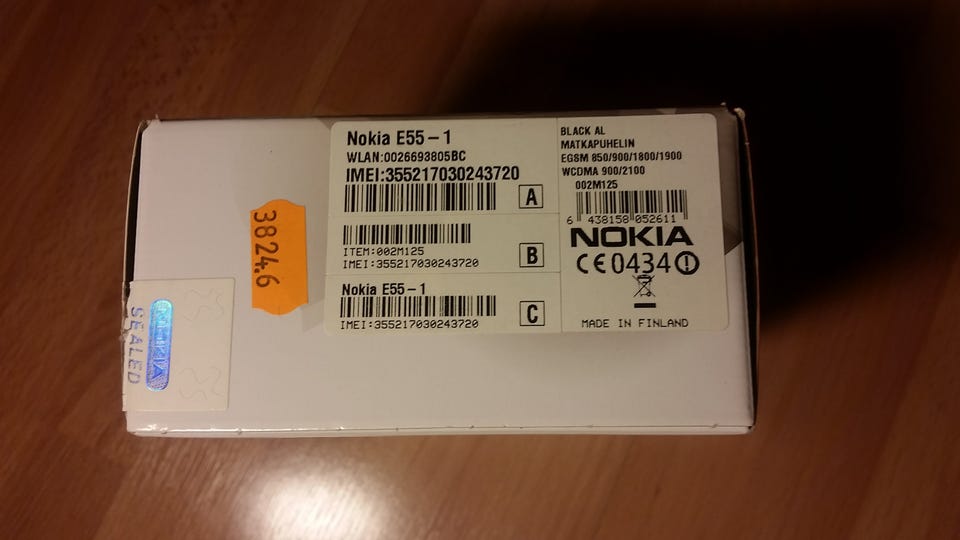 Nokia E55-1
WLAN:0026693805BC
IMEI:355217030243720
A
ITEM:002M125
IMEI:355217030243720
B
Nokia E55-1
IMEI:355217030243720
C
BLACK AL
MATKAPUHELIN
EGSM 850/900/1800/1900
WCDMA 900/2100
002M125
6 438158 052611
NOKIA
CE0434
MADE IN FINLAND
3824.6
NOKIA
SEALED